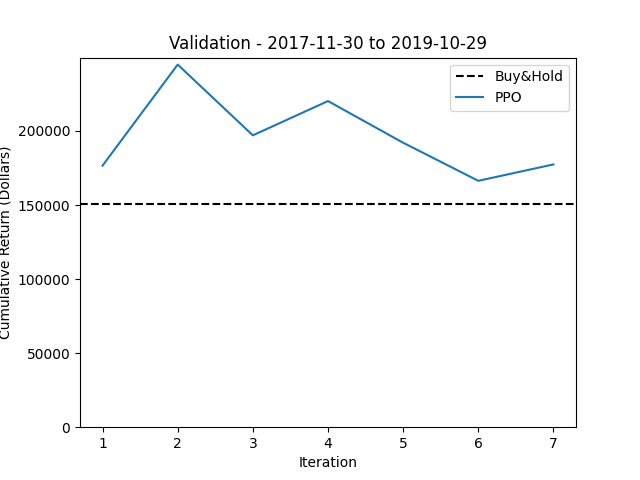 Validation - 2017-11-30 to 2019-10-29
Buy&Hold
PPO
Cumulative Return (Dollars)
200000
150000
100000
50000
0
1 2 3 4 5 6 7
Iteration